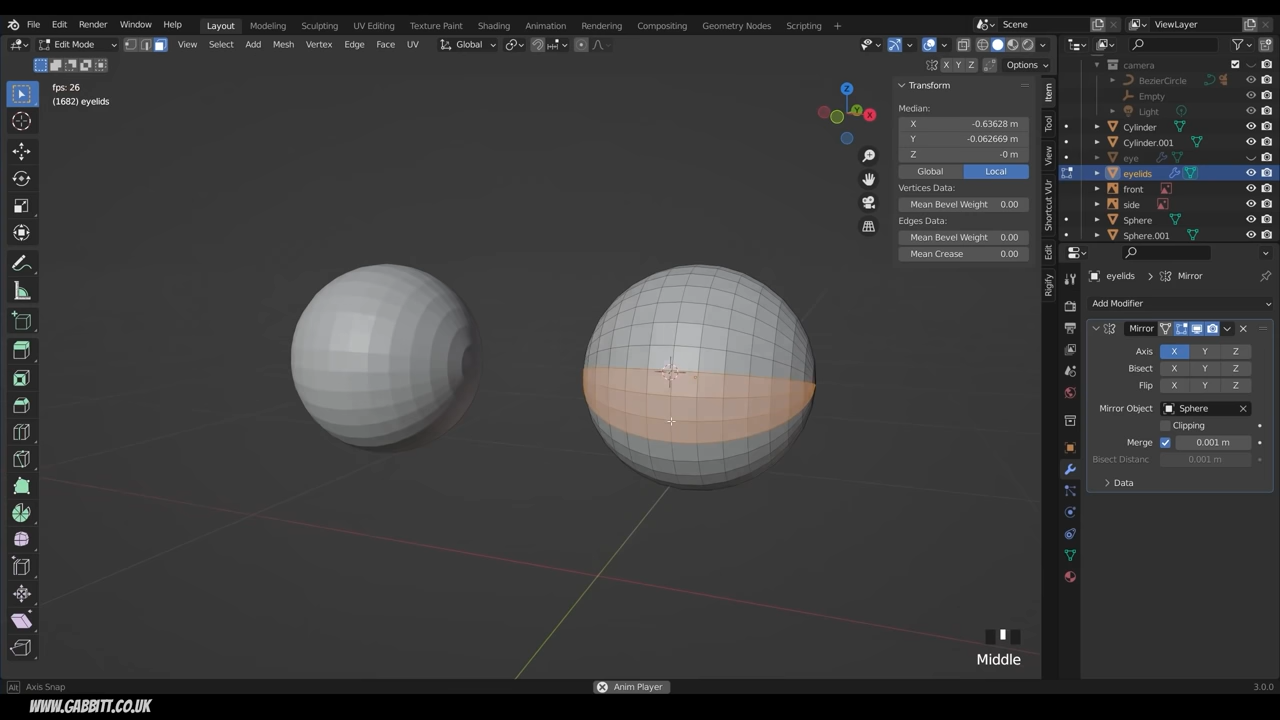 File Edit Render Window Help Layout Modeling Sculpting UV Editing Texture Paint Shading Animation Rendering Compositing Geometry Nodes Scripting + Scene ViewLayer
Edit Mode View Select Add Mesh Vertex Edge Face UV Global
X Y Z Options
fps: 26
(1682) eyelids
Transform
Median:
X -0.63628 m
Y -0.062669 m
Z -0 m
Global Local
Vertices Data:
Mean Bevel Weight 0.00
Edges Data:
Mean Bevel Weight 0.00
Mean Crease 0.00
Item
Tool
View
Shortcut VUr
Edit
Rigify
Z
Y
X
camera
BezierCircle
Empty
Light
Cylinder
Cylinder.001
eye
eyelids
front
side
Sphere
Sphere.001
eyelids > Mirror
Add Modifier
Mirror
Axis X Y Z
Bisect X Y Z
Flip X Y Z
Mirror Object Sphere
Clipping
Merge 0.001 m
Bisect Distanc 0.001 m
Data
Middle
Alt Axis Snap Anim Player 3.0.0
WWW.GABBITT.CO.UK